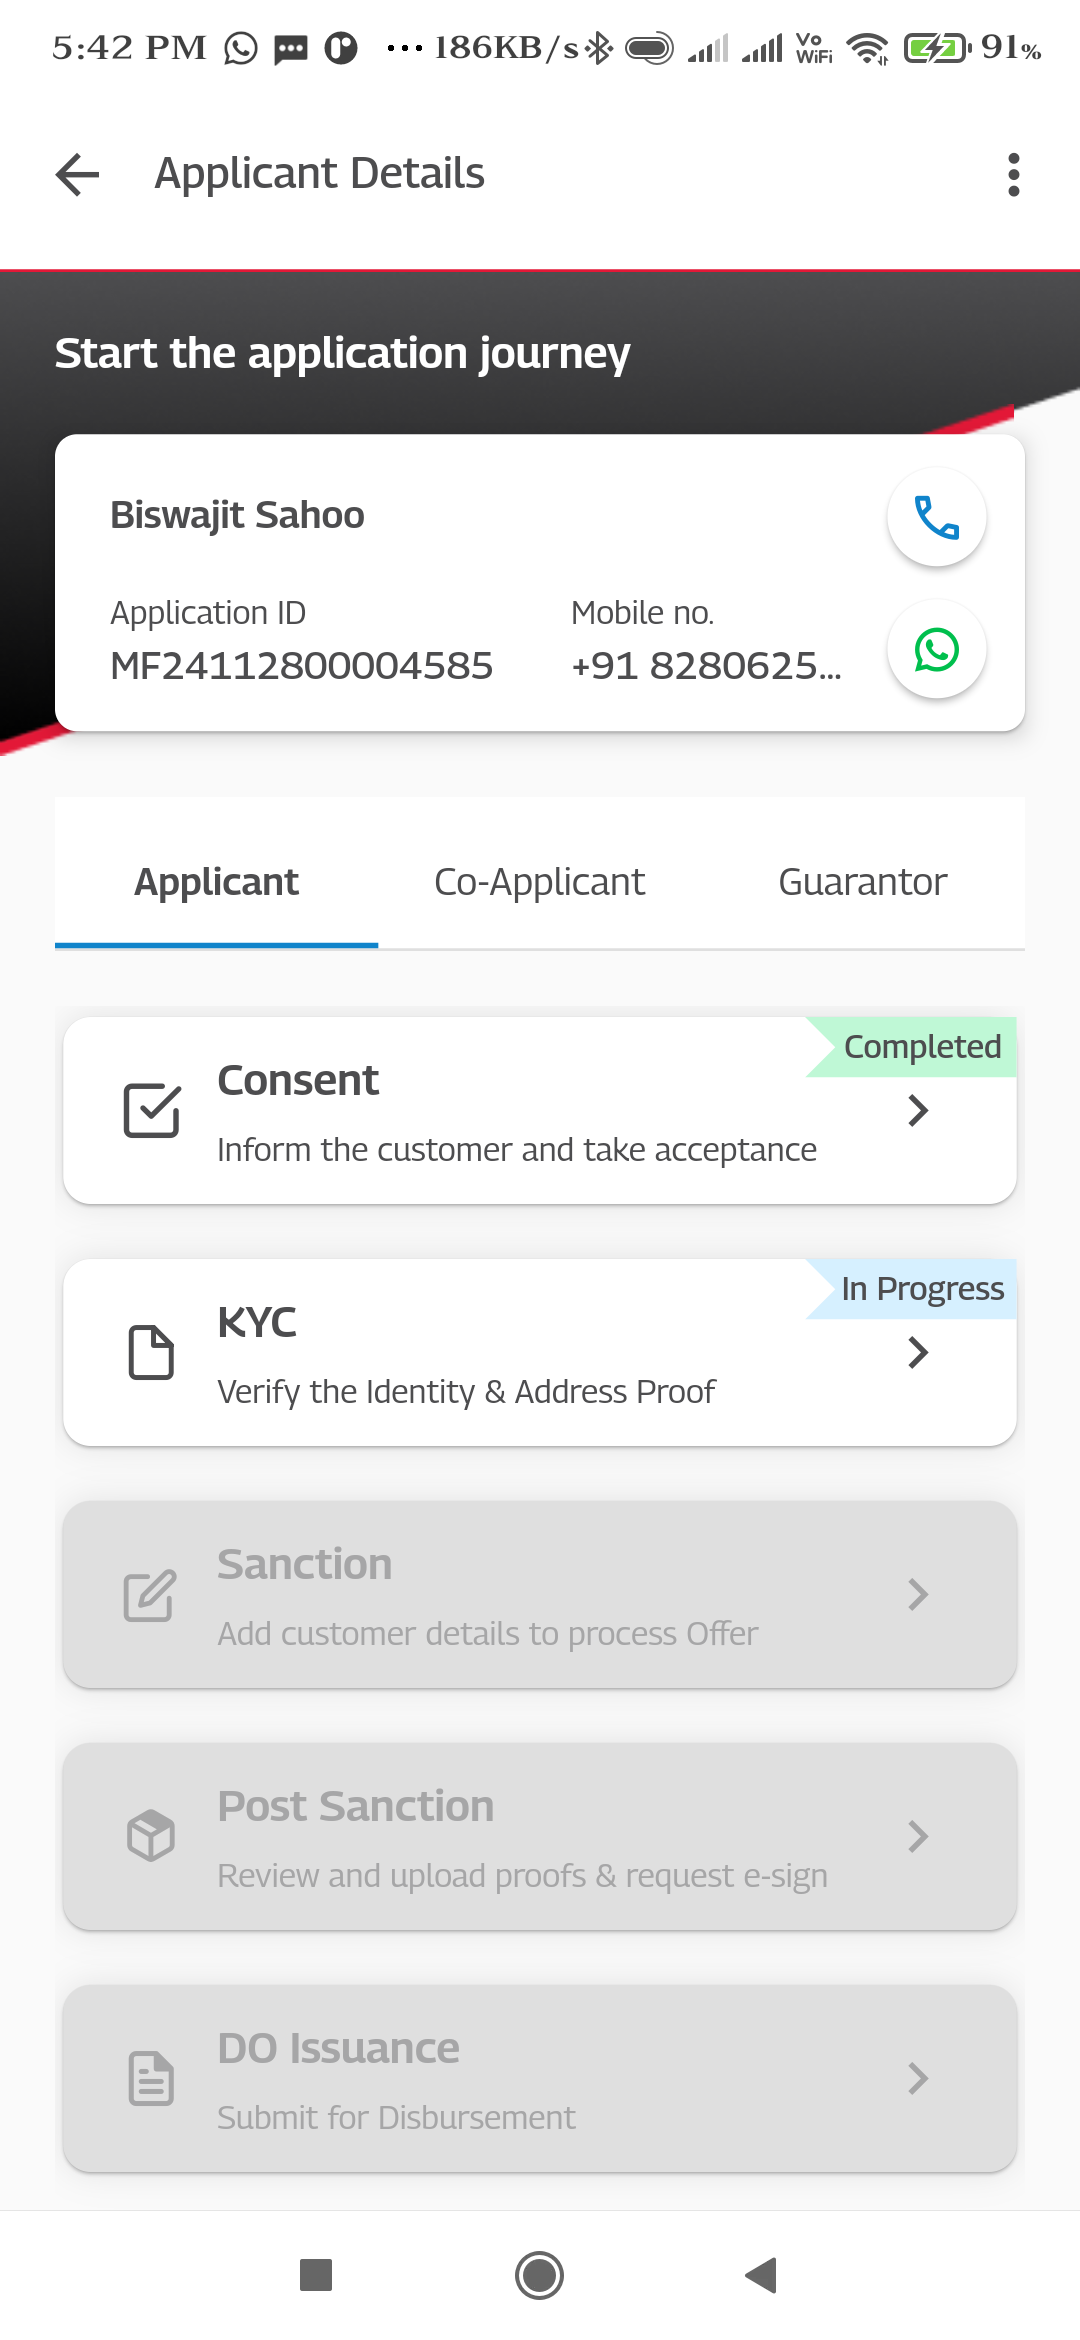 5:42 PM ... 186KB/s Vo WiFi 91%
Applicant Details
Start the application journey
Biswajit Sahoo
Application ID Mobile no.
MF24112800004585 +91 8280625...
Applicant Co-Applicant Guarantor
Completed
Consent
Inform the customer and take acceptance
In Progress
KYC
Verify the Identity & Address Proof
Sanction
Add customer details to process Offer
Post Sanction
Review and upload proofs & request e-sign
DO Issuance
Submit for Disbursement